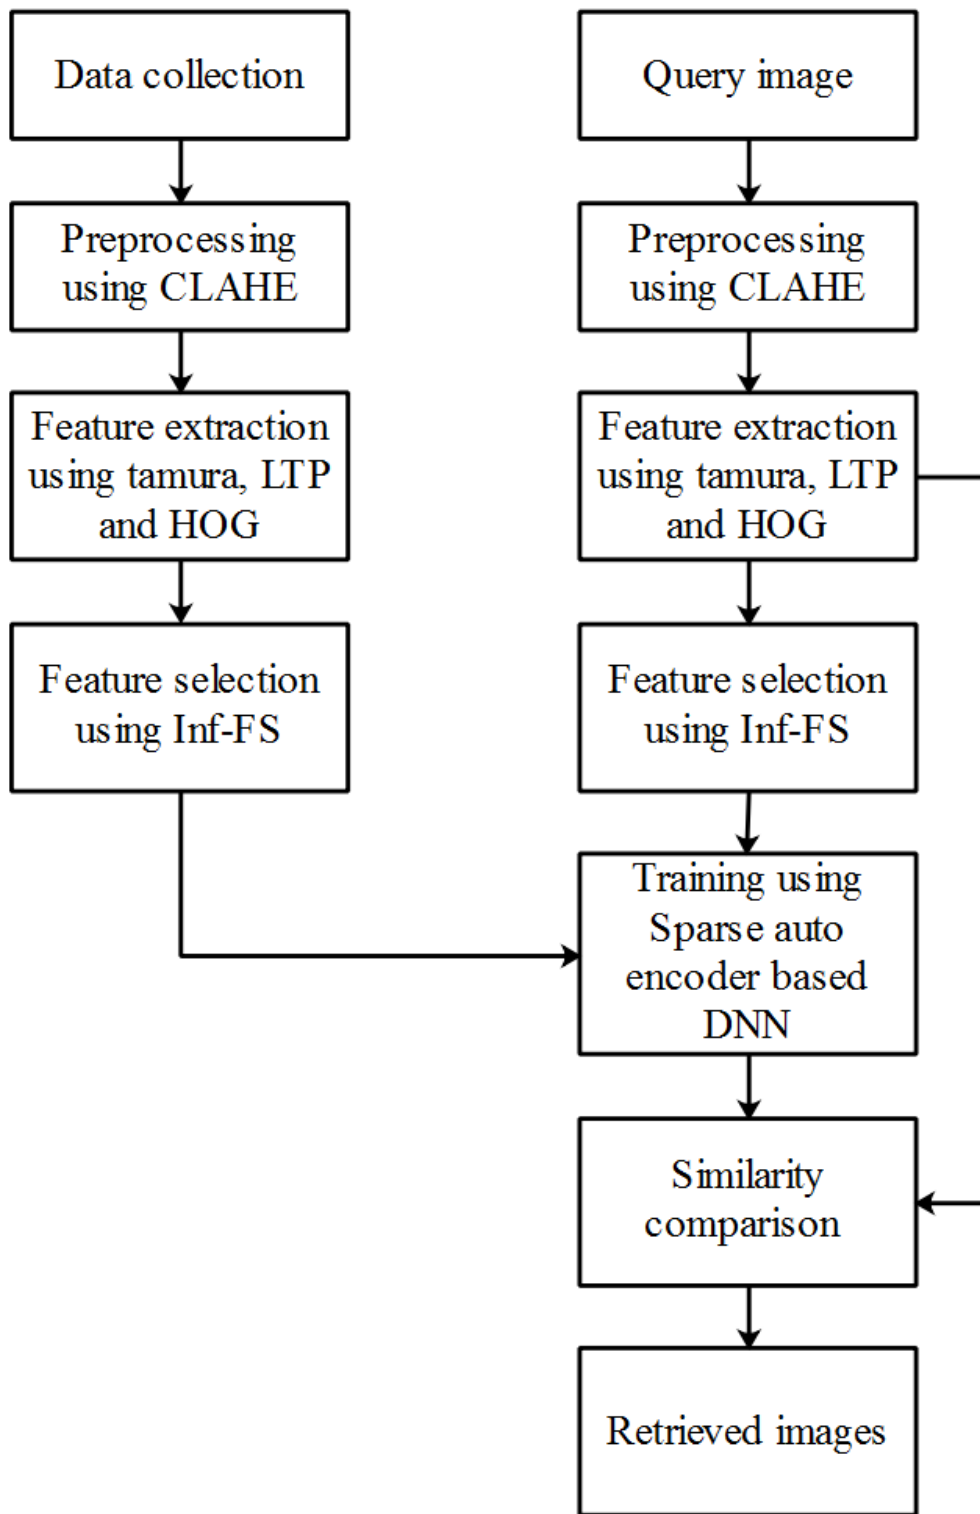 Data collection
Preprocessing
using CLAHE
Feature extraction
using tamura, LTP
and HOG
Feature selection
using Inf-FS
Query image
Preprocessing
using CLAHE
Feature extraction
using tamura, LTP
and HOG
Feature selection
using Inf-FS
Training using
Sparse auto
encoder based
DNN
Similarity
comparison
Retrieved images